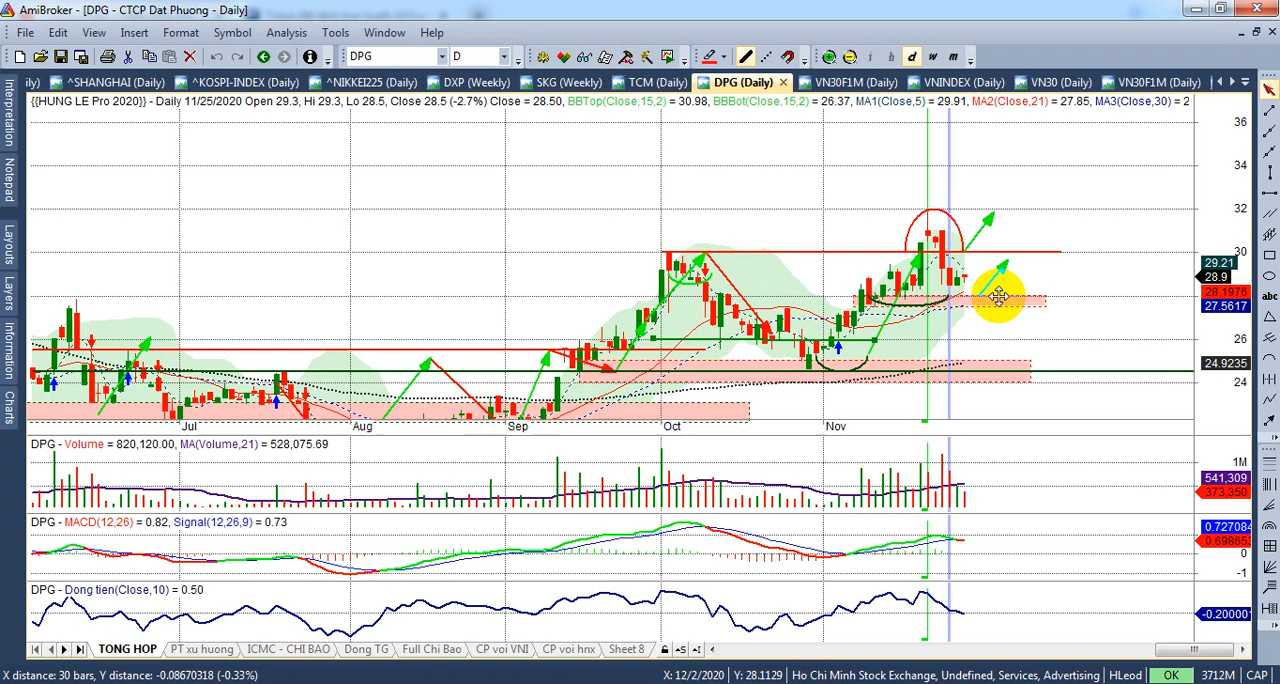 AmiBroker - [DPG - CTCP Dat Phuong - Daily]
File Edit View Insert Format Symbol Analysis Tools Window Help
DPG D i h d w m
ily) ^SHANGHAI (Daily) ^KOSPI-INDEX (Daily) ^NIKKEI225 (Daily) DXP (Weekly) SKG (Weekly) TCM (Daily) DPG (Daily) VN30F1M (Daily) VNINDEX (Daily) VN30 (Daily) VN30F1M (Daily)
{{HUNG LE Pro 2020}} - Daily 11/25/2020 Open 29.3, Hi 29.3, Lo 28.5, Close 28.5 (-2.7%) Close = 28.50, BBTop(Close,15,2) = 30.98, BBBot(Close,15,2) = 26.37, MA1(Close,5) = 29.91, MA2(Close,21) = 27.85, MA3(Close,30) = 2
Interpretation
Notepad
Layouts
Layers
Information
Charts
36
34
32
30
29.21
28.9
28.1976
27.5617
26
24.9235
24
abc
Jul Aug Sep Oct Nov
DPG - Volume = 820,120.00, MA(Volume,21) = 528,075.69
1M
541,309
373,350
DPG - MACD(12,26) = 0.82, Signal(12,26,9) = 0.73
0.727084
0.698653
0
-1
DPG - Dong tien(Close,10) = 0.50
-0.200001
TONG HOP PT xu huong ICMC - CHI BAO Dong TG Full Chi Bao CP voi VNI CP voi hnx Sheet 8
X distance: 30 bars, Y distance: -0.08670318 (-0.33%) X: 12/2/2020 Y: 28.1129 Ho Chi Minh Stock Exchange, Undefined, Services, Advertising HLeod OK 3712M CAP